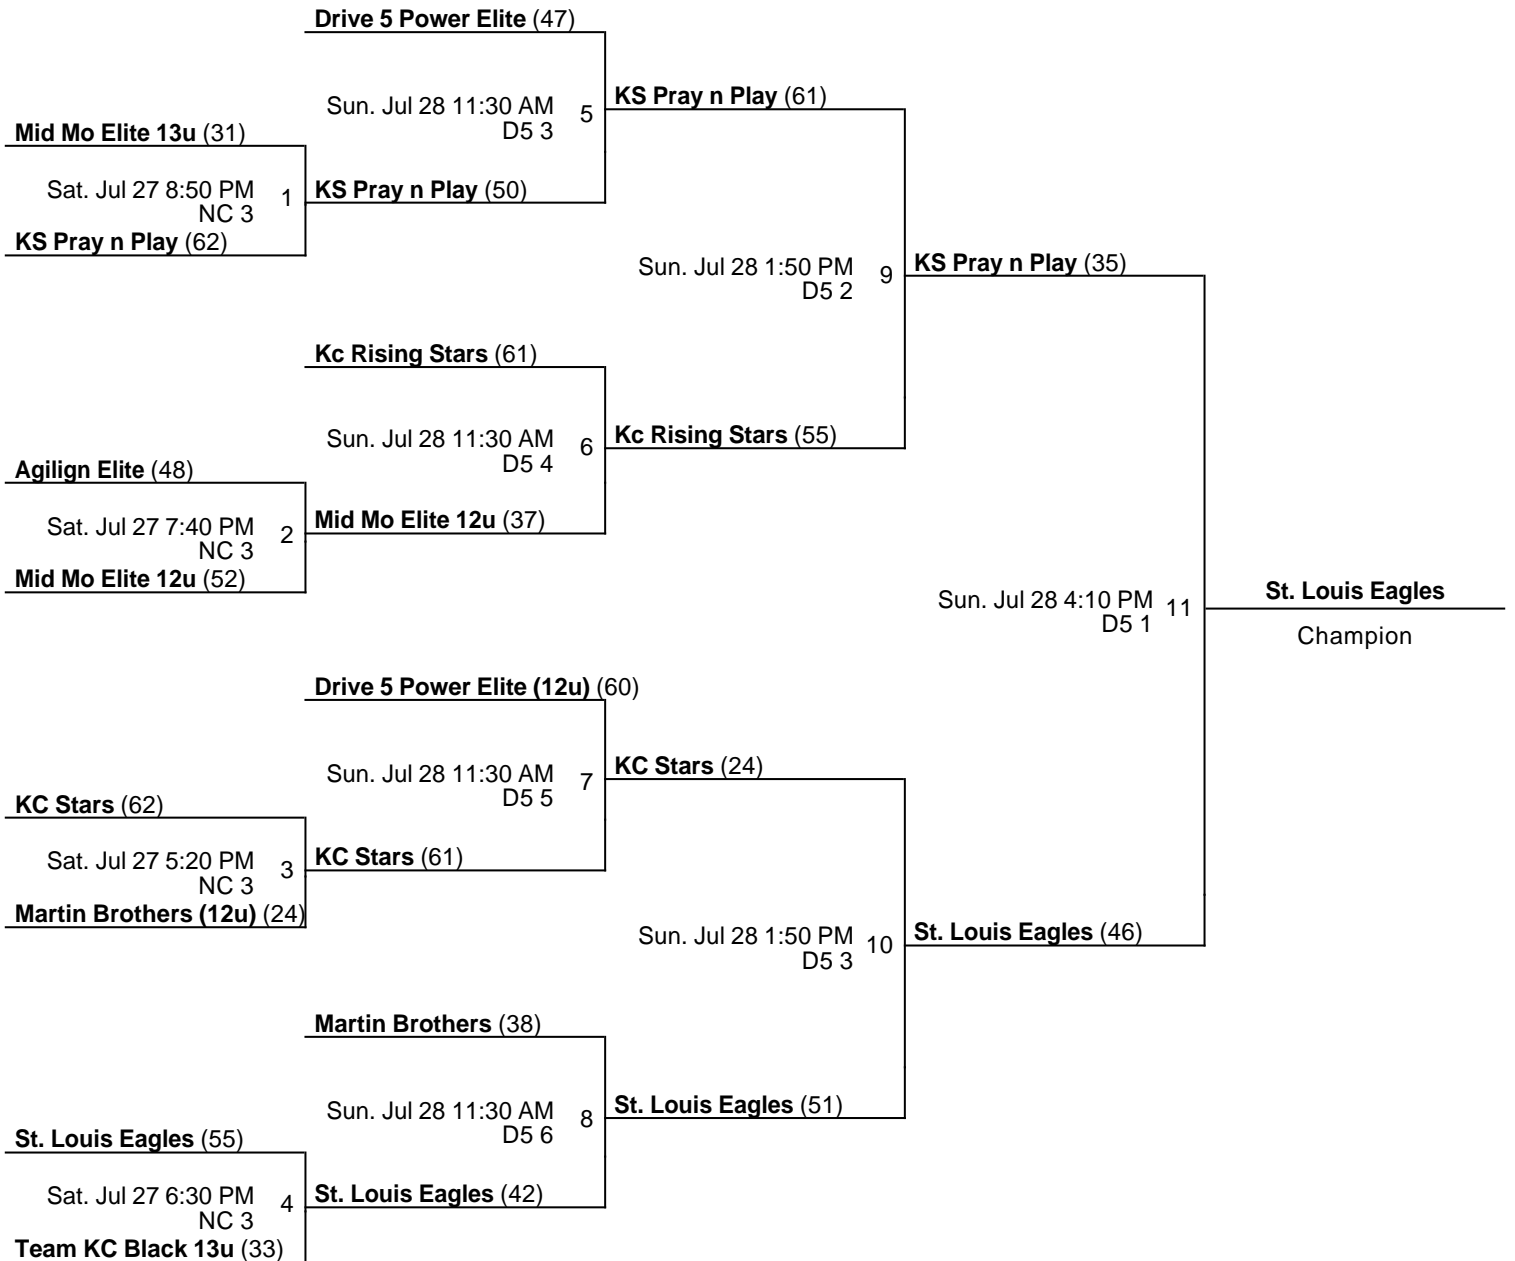 Drive 5 Power Elite (47)
Sun. Jul 28 11:30 AM
D5 3
5
KS Pray n Play (61)
Mid Mo Elite 13u (31)
Sat. Jul 27 8:50 PM
NC 3
1
KS Pray n Play (50)
KS Pray n Play (62)
Sun. Jul 28 1:50 PM
D5 2
9
KS Pray n Play (35)
Kc Rising Stars (61)
Sun. Jul 28 11:30 AM
D5 4
6
Kc Rising Stars (55)
Agilign Elite (48)
Sat. Jul 27 7:40 PM
NC 3
2
Mid Mo Elite 12u (37)
Mid Mo Elite 12u (52)
Sun. Jul 28 4:10 PM
D5 1
11
St. Louis Eagles
Champion
Drive 5 Power Elite (12u) (60)
Sun. Jul 28 11:30 AM
D5 5
7
KC Stars (24)
KC Stars (62)
Sat. Jul 27 5:20 PM
NC 3
3
KC Stars (61)
Martin Brothers (12u) (24)
Sun. Jul 28 1:50 PM
D5 3
10
St. Louis Eagles (46)
Martin Brothers (38)
Sun. Jul 28 11:30 AM
D5 6
8
St. Louis Eagles (51)
St. Louis Eagles (55)
Sat. Jul 27 6:30 PM
NC 3
4
St. Louis Eagles (42)
Team KC Black 13u (33)